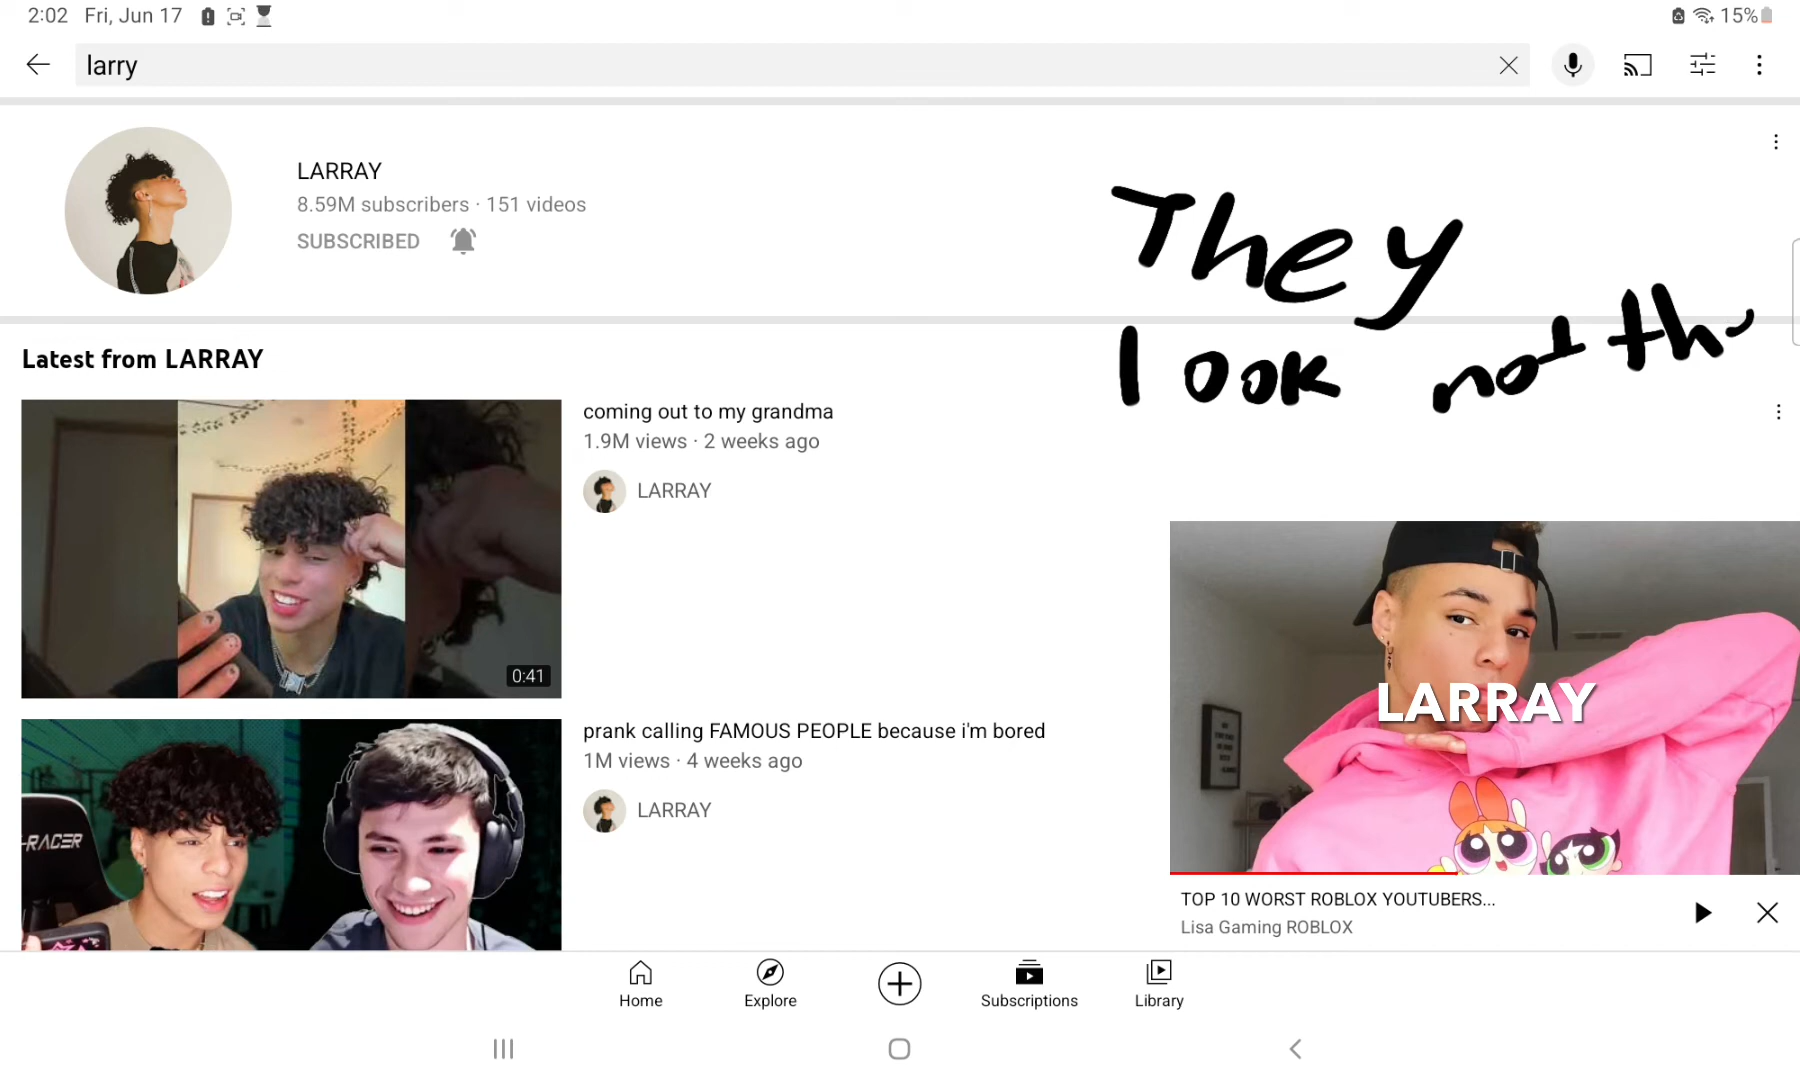 2:02 Fri, Jun 17
15%
larry
LARRAY
8.59M subscribers · 151 videos
SUBSCRIBED
They
look not th
Latest from LARRAY
coming out to my grandma
1.9M views · 2 weeks ago
LARRAY
0:41
prank calling FAMOUS PEOPLE because i'm bored
1M views · 4 weeks ago
LARRAY
-RACER
LARRAY
TOP 10 WORST ROBLOX YOUTUBERS...
Lisa Gaming ROBLOX
Home
Explore
Subscriptions
Library